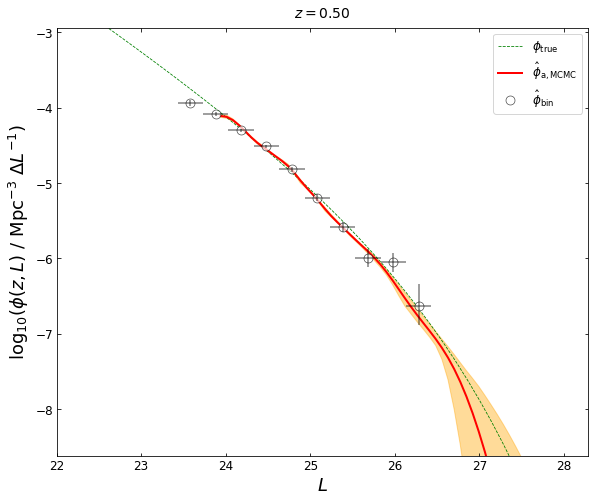 z = 0.50
log₁₀(ϕ(z, L) / Mpc⁻³ ΔL⁻¹)
−3
−4
−5
−6
−7
−8
ϕ_true
ϕ̂_a,MCMC
ϕ̂_bin
22 23 24 25 26 27 28
L